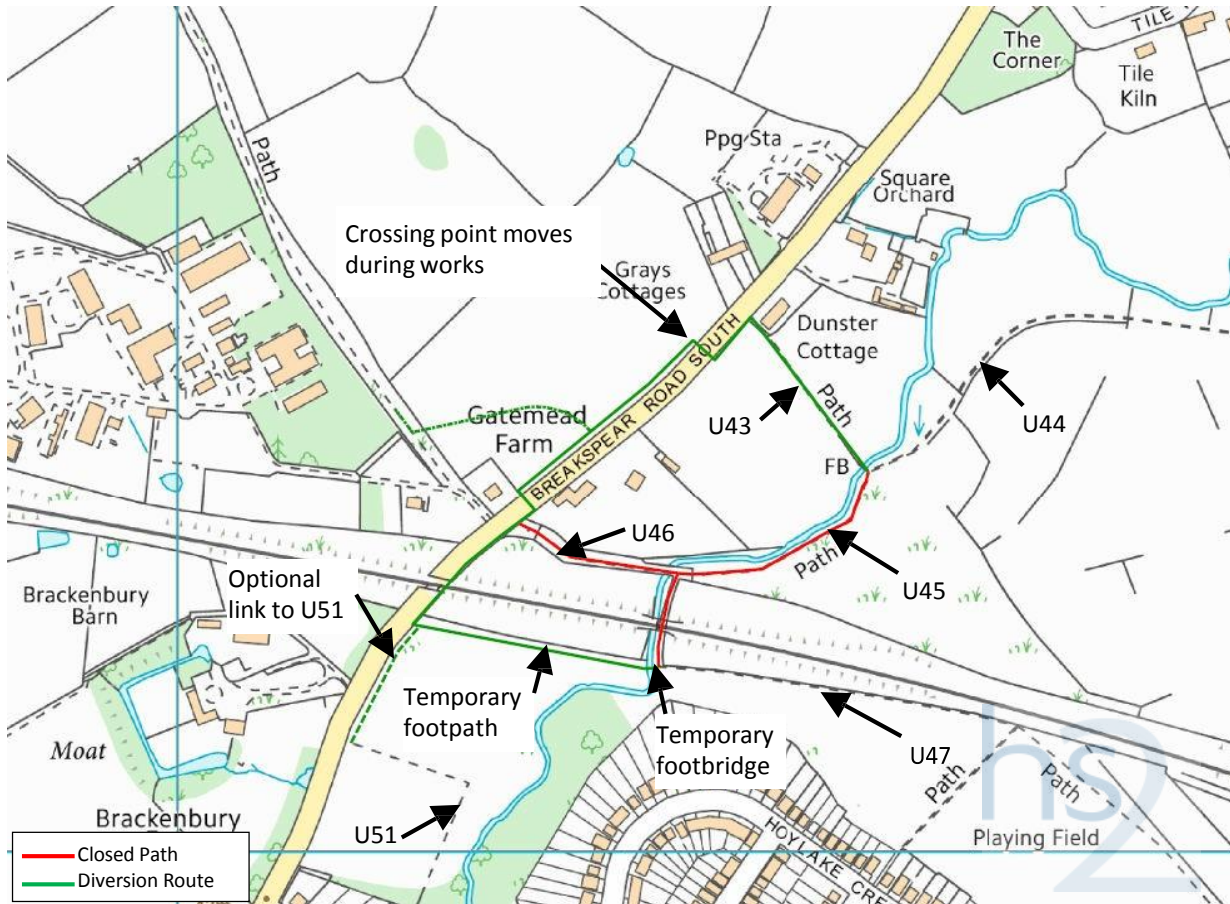 The
Corner
TILE
Tile
Kiln
Ppg Sta
Path
Square
Orchard
Crossing point moves
during works
Grays
Cottages
Dunster
Cottage
U44
U43
Path
BREAKSPEAR ROAD SOUTH
Gatemead
Farm
FB
U46
Path
U45
Optional
link to U51
Brackenbury
Barn
Temporary
footpath
Temporary
footbridge
U47
Moat
Path
Path
hs2
Brackenbury
U51
HOYLAKE CRE
Playing Field
Closed Path
Diversion Route